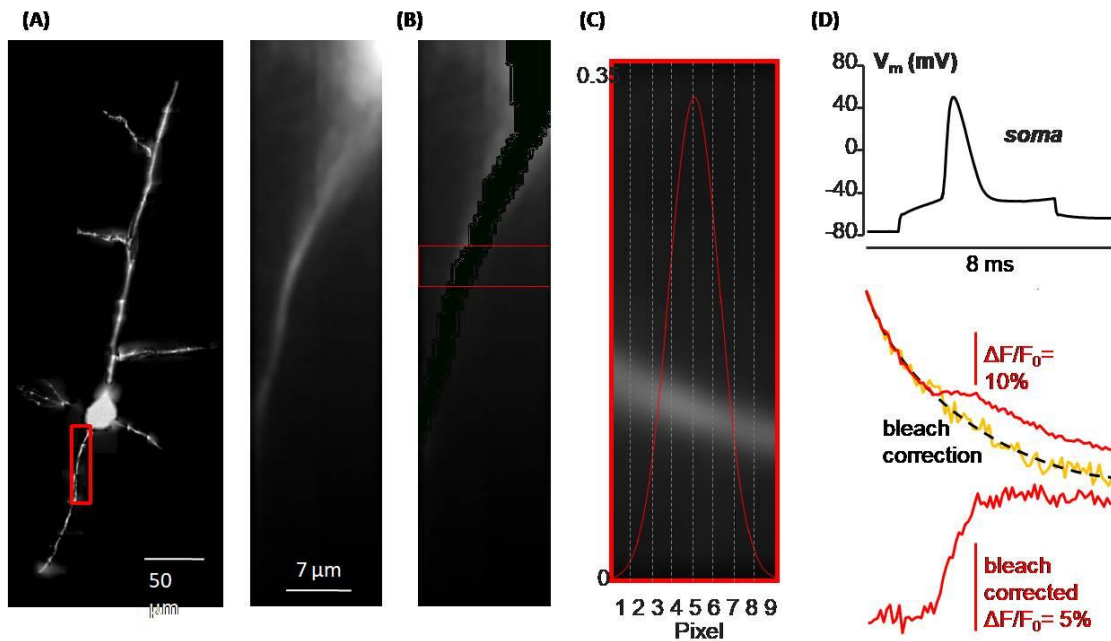 (A)
(B)
(C)
(D)
50
µm
7 µm
0.35
0
1 2 3 4 5 6 7 8 9
Pixel
Vm (mV)
80
40
0
-40
-80
soma
8 ms
ΔF/F0=
10%
bleach
correction
bleach
corrected
ΔF/F0= 5%